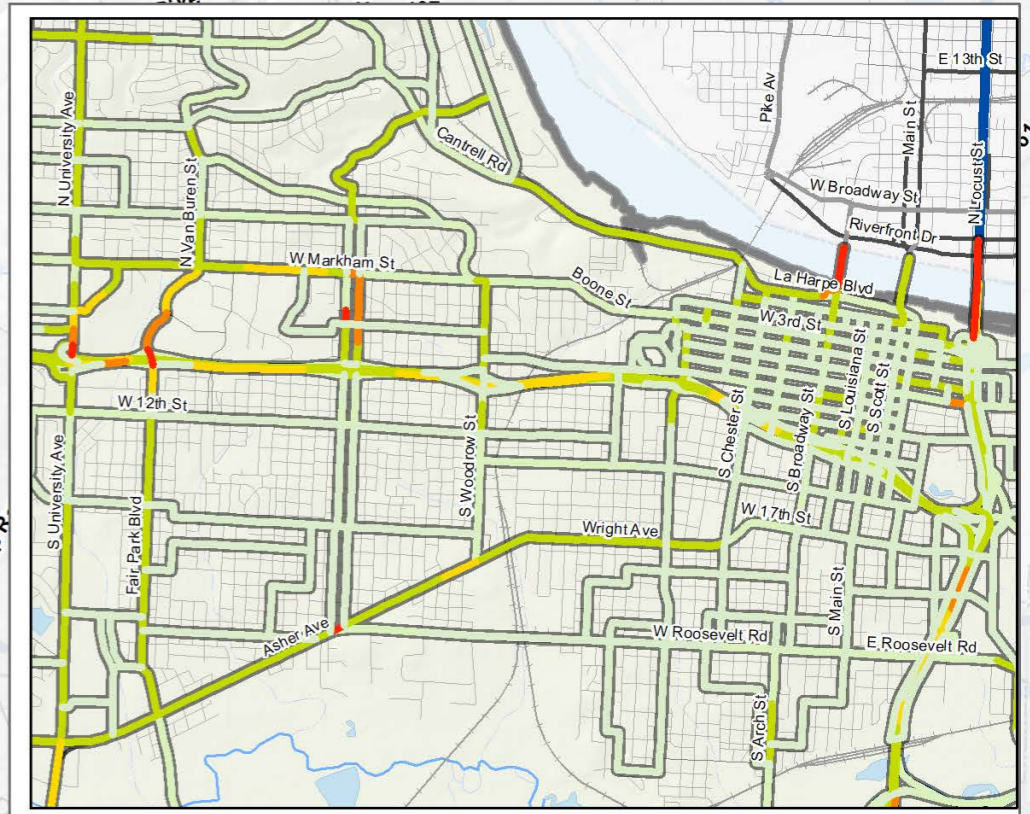 E 13th St
N University Ave
Pike Av
Main St
Cantrell Rd
N Van Buren St
W Broadway St
N Locust St
Riverfront Dr
W Markham St
Boone St
La Harpe Blvd
W 3rd St
S Louisiana St
S Scott St
W 12th St
S Chester St
S Broadway St
S Woodrow St
S University Ave
Fair Park Blvd
W 17th St
Wright Ave
S Main St
Asher Ave
W Roosevelt Rd
E Roosevelt Rd
S Arch St